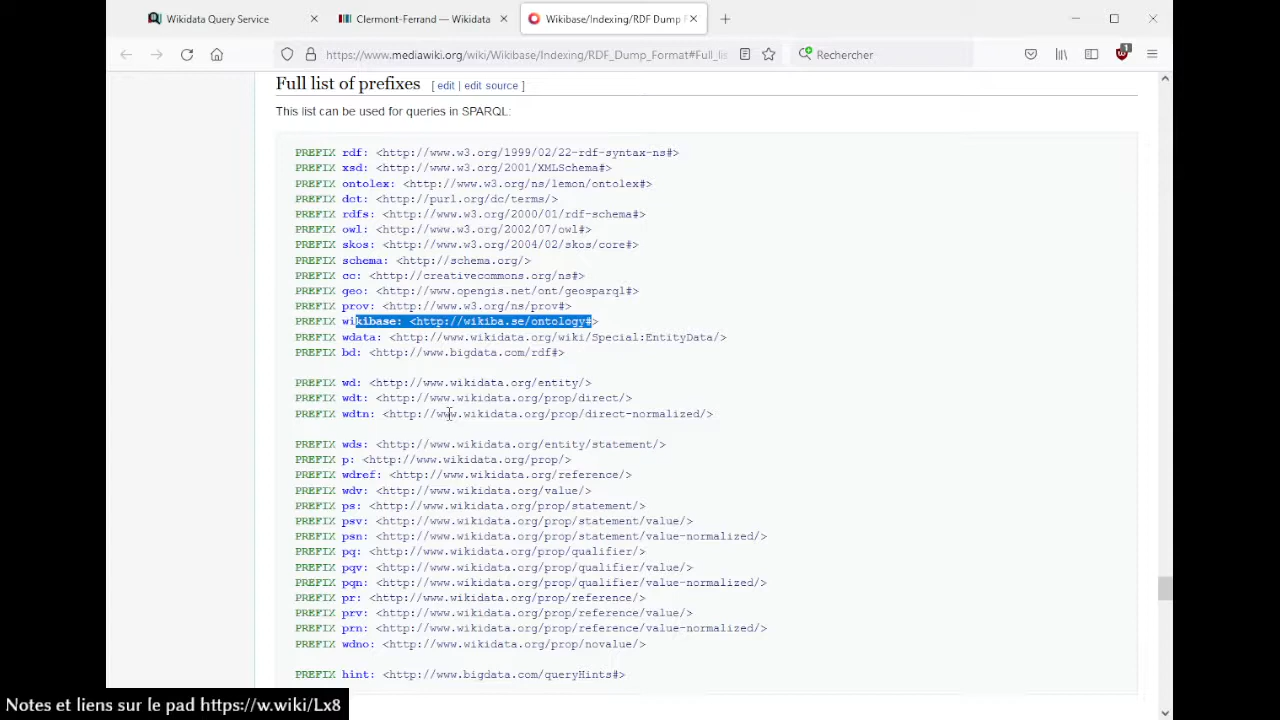 Wikidata Query Service
Clermont-Ferrand — Wikidata
Wikibase/Indexing/RDF Dump F
https://www.mediawiki.org/wiki/Wikibase/Indexing/RDF_Dump_Format#Full_lis
Rechercher
1
Full list of prefixes [ edit | edit source ]
This list can be used for queries in SPARQL:
PREFIX rdf: <http://www.w3.org/1999/02/22-rdf-syntax-ns#>
PREFIX xsd: <http://www.w3.org/2001/XMLSchema#>
PREFIX ontolex: <http://www.w3.org/ns/lemon/ontolex#>
PREFIX dct: <http://purl.org/dc/terms/>
PREFIX rdfs: <http://www.w3.org/2000/01/rdf-schema#>
PREFIX owl: <http://www.w3.org/2002/07/owl#>
PREFIX skos: <http://www.w3.org/2004/02/skos/core#>
PREFIX schema: <http://schema.org/>
PREFIX cc: <http://creativecommons.org/ns#>
PREFIX geo: <http://www.opengis.net/ont/geosparql#>
PREFIX prov: <http://www.w3.org/ns/prov#>
PREFIX wikibase: <http://wikiba.se/ontology#>
PREFIX wdata: <http://www.wikidata.org/wiki/Special:EntityData/>
PREFIX bd: <http://www.bigdata.com/rdf#>
PREFIX wd: <http://www.wikidata.org/entity/>
PREFIX wdt: <http://www.wikidata.org/prop/direct/>
PREFIX wdtn: <http://www.wikidata.org/prop/direct-normalized/>
PREFIX wds: <http://www.wikidata.org/entity/statement/>
PREFIX p: <http://www.wikidata.org/prop/>
PREFIX wdref: <http://www.wikidata.org/reference/>
PREFIX wdv: <http://www.wikidata.org/value/>
PREFIX ps: <http://www.wikidata.org/prop/statement/>
PREFIX psv: <http://www.wikidata.org/prop/statement/value/>
PREFIX psn: <http://www.wikidata.org/prop/statement/value-normalized/>
PREFIX pq: <http://www.wikidata.org/prop/qualifier/>
PREFIX pqv: <http://www.wikidata.org/prop/qualifier/value/>
PREFIX pqn: <http://www.wikidata.org/prop/qualifier/value-normalized/>
PREFIX pr: <http://www.wikidata.org/prop/reference/>
PREFIX prv: <http://www.wikidata.org/prop/reference/value/>
PREFIX prn: <http://www.wikidata.org/prop/reference/value-normalized/>
PREFIX wdno: <http://www.wikidata.org/prop/novalue/>
PREFIX hint: <http://www.bigdata.com/queryHints#>
Notes et liens sur le pad https://w.wiki/Lx8